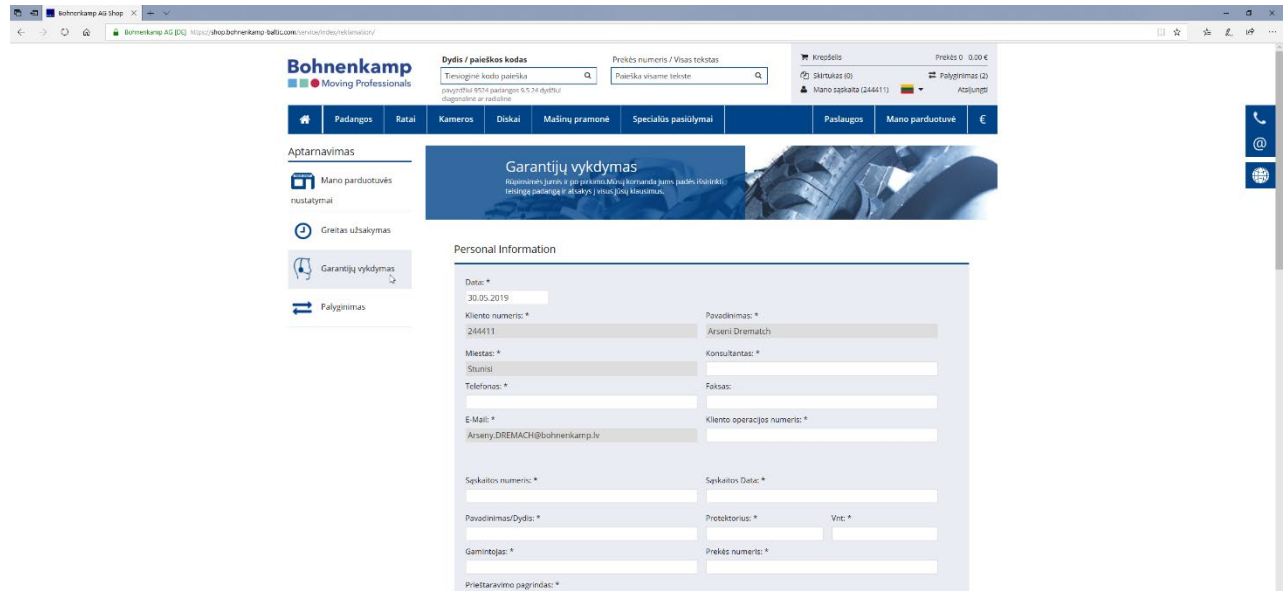 Bohnenkamp AG Shop
Bohnenkamp AG [DE] https://shop.bohnenkamp-baltic.com/service/index/reklamation/
Bohnenkamp
Moving Professionals
Dydis / paieškos kodas
Tiesioginė kodo paieška
pavyzdžiui 9524 padangos 9.5 24 dydžiui
diagonalinė ar radialinė
Prekės numeris / Visas tekstas
Paieška visame tekste
Krepšelis
Prekės 0 0,00 €
Skirtukas (0)
Palyginimas (2)
Mano sąskaita (244411)
Atsijungti
Padangos Ratai Kameros Diskai Mašinų pramonė Specialūs pasiūlymai Paslaugos Mano parduotuvė €
Aptarnavimas
Mano parduotuvės
nustatymai
Greitas užsakymas
Garantijų vykdymas
Palyginimas
Garantijų vykdymas
Rūpinsimės Jumis ir po pirkimo.Mūsų komanda Jums padės išsirinkti
teisingą padangą ir atsakys į visus Jūsų klausimus.
Personal Information
Data: *
30.05.2019
Kliento numeris: * Pavadinimas: *
244411 Arseni Drematch
Miestas: * Konsultantas: *
Stunisi
Telefonas: * Faksas:
E-Mail: * Kliento operacijos numeris: *
Arseny.DREMACH@bohnenkamp.lv
Sąskaitos numeris: * Sąskaitos Data: *
Pavadinimas/Dydis: * Protektorius: * Vnt: *
Gamintojas: * Prekės numeris: *
Prieštaravimo pagrindas: *